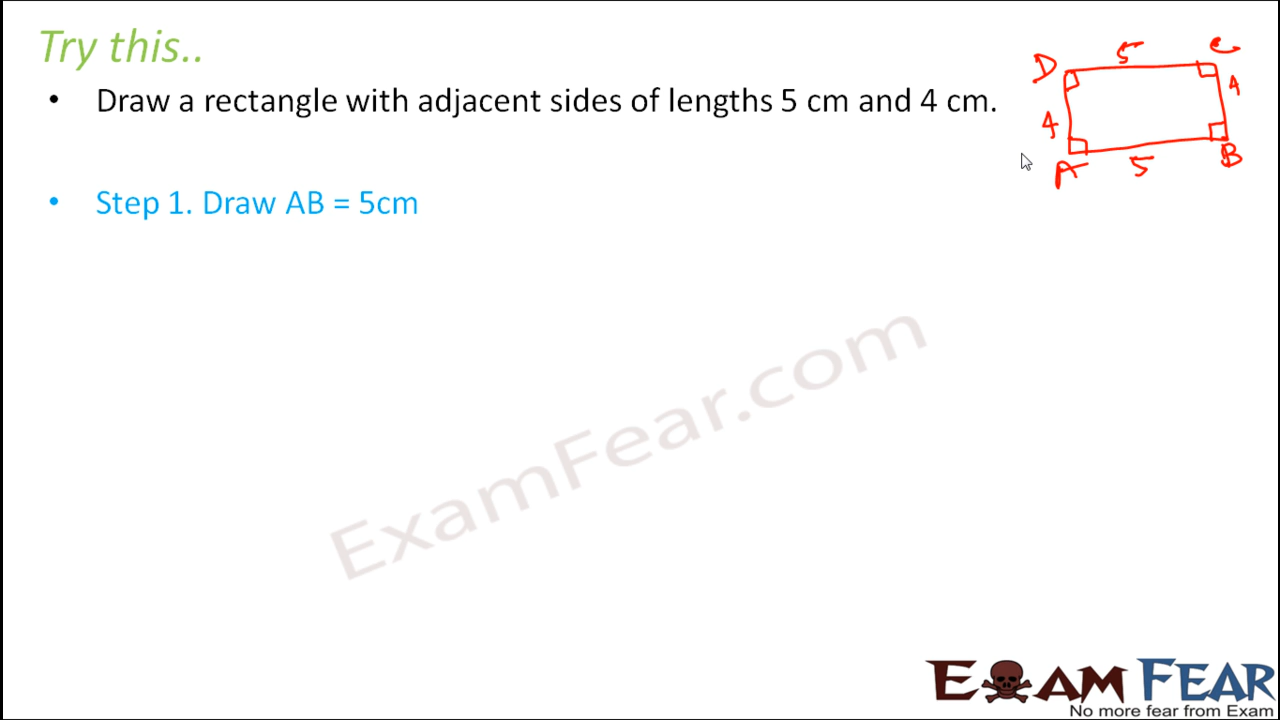 Try this..
• Draw a rectangle with adjacent sides of lengths 5 cm and 4 cm.
D 5 C
4 4
A 5 B
• Step 1. Draw AB = 5cm
ExamFear.com
EXAM FEAR
No more fear from Exam